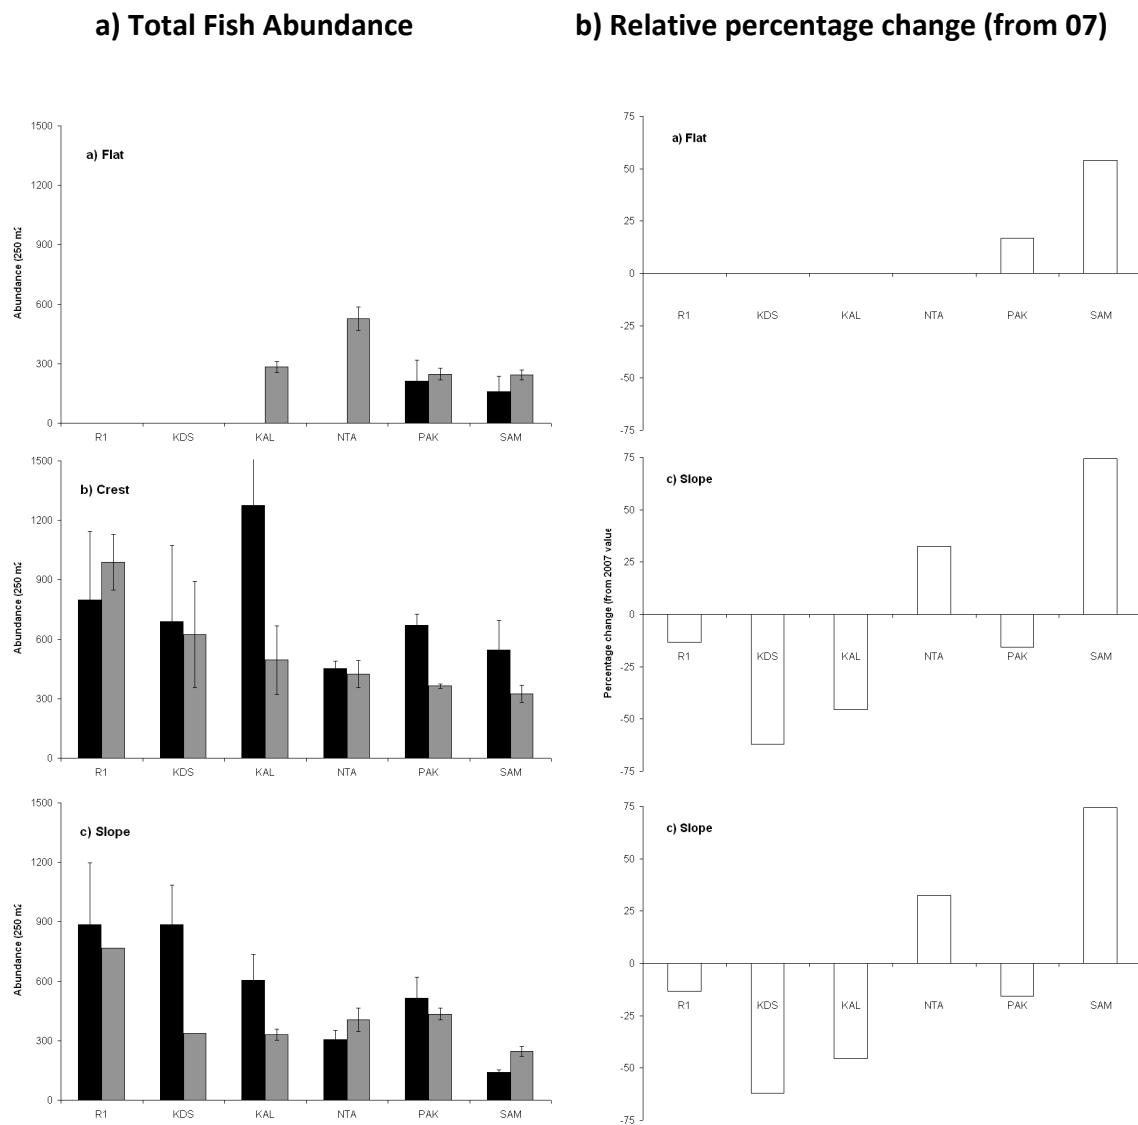 a) Total Fish Abundance
b) Relative percentage change (from 07)
a) Flat
Abundance (250 m2
1500
1200
900
600
300
0
R1 KDS KAL NTA PAK SAM
b) Crest
Abundance (250 m2
1500
1200
900
600
300
0
R1 KDS KAL NTA PAK SAM
c) Slope
Abundance (250 m2
1500
1200
900
600
300
0
R1 KDS KAL NTA PAK SAM
a) Flat
75
50
25
0
-25
-50
-75
R1 KDS KAL NTA PAK SAM
c) Slope
Percentage change (from 2007 value
75
50
25
0
-25
-50
-75
R1 KDS KAL NTA PAK SAM
c) Slope
75
50
25
0
-25
-50
-75
R1 KDS KAL NTA PAK SAM